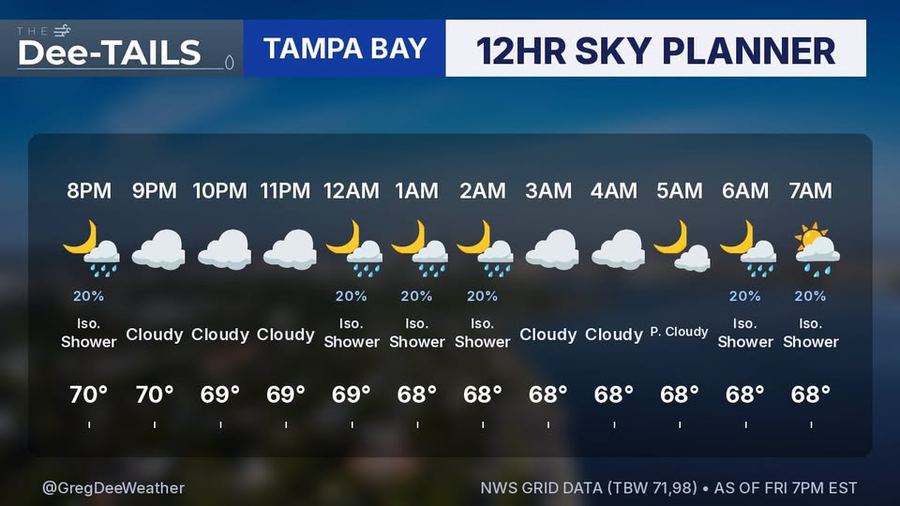 THE
Dee-TAILS
TAMPA BAY
12HR SKY PLANNER
8PM 9PM 10PM 11PM 12AM 1AM 2AM 3AM 4AM 5AM 6AM 7AM
20% 20% 20% 20% 20% 20%
Iso. Shower Cloudy Cloudy Cloudy Iso. Shower Iso. Shower Iso. Shower Cloudy Cloudy P. Cloudy Iso. Shower Iso. Shower
70° 70° 69° 69° 69° 68° 68° 68° 68° 68° 68° 68°
@GregDeeWeather
NWS GRID DATA (TBW 71,98) • AS OF FRI 7PM EST